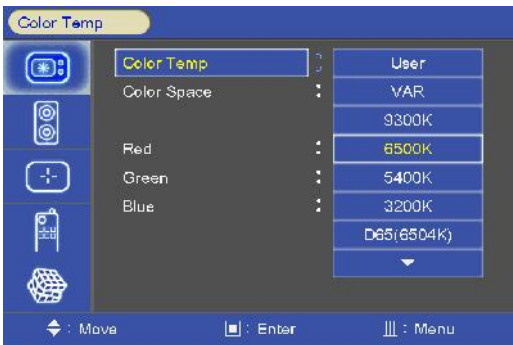 Color Temp
Color Temp
User
Color Space :
VAR
9300K
Red :
6500K
Green :
5400K
Blue :
3200K
D65(6504K)
: Move
: Enter
: Menu